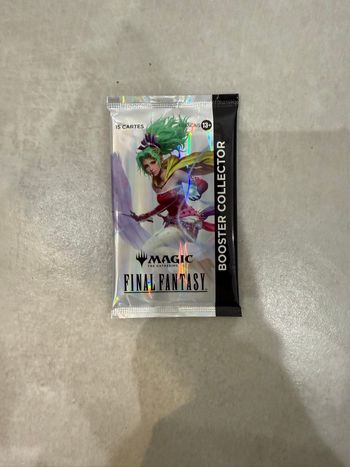 15 CARTES
13+
BOOSTER COLLECTOR
MAGIC
THE GATHERING
FINAL FANTASY